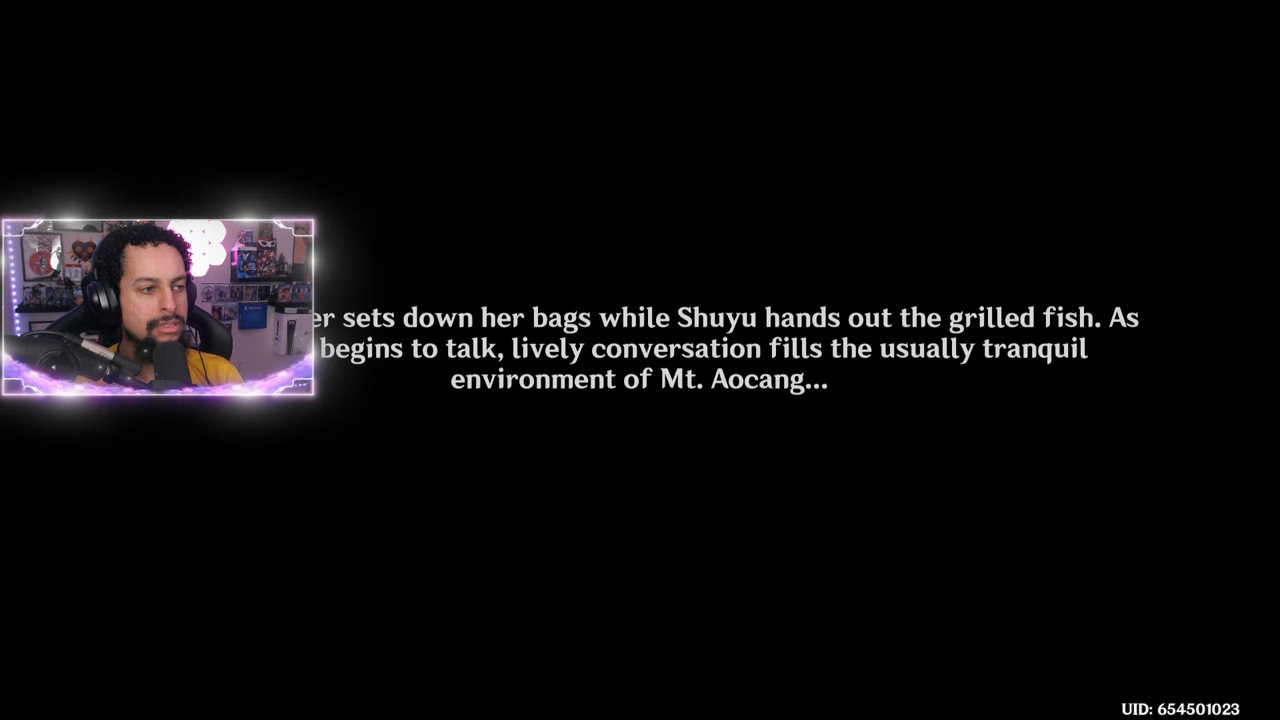 sets down her bags while Shuyu hands out the grilled fish. As
begins to talk, lively conversation fills the usually tranquil
environment of Mt. Aocang...
UID: 654501023